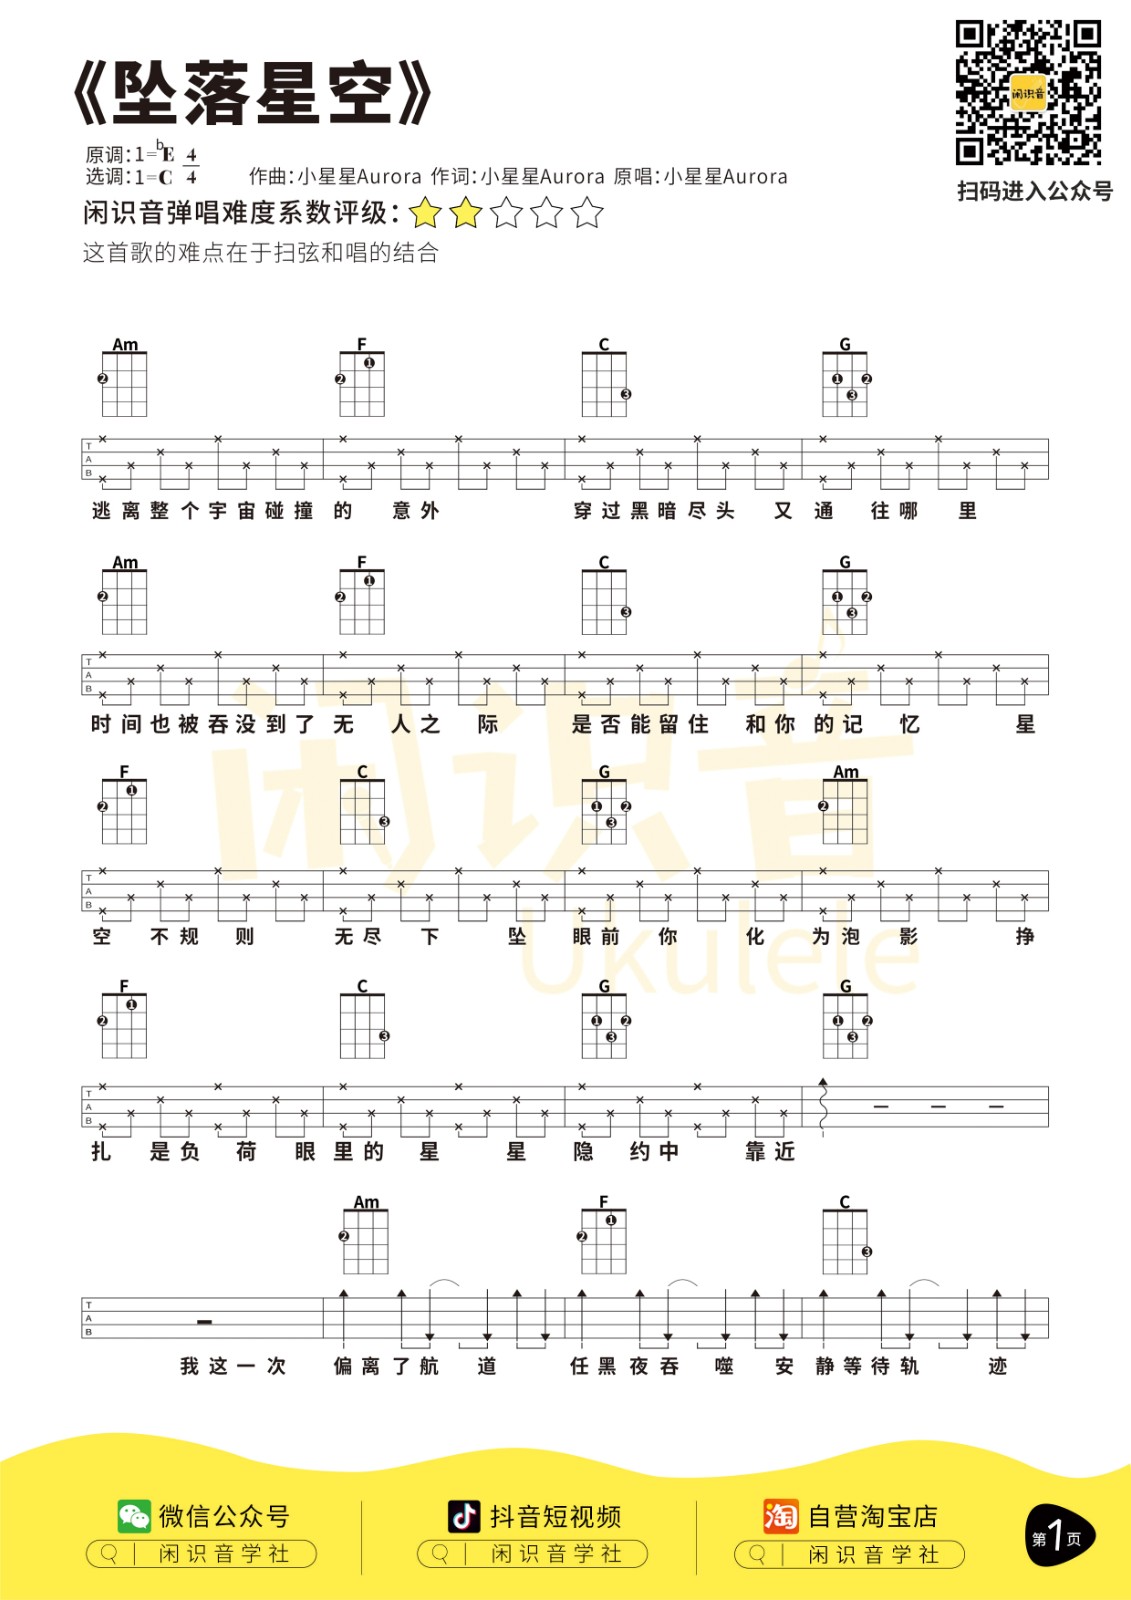 《坠落星空》
原调:1=bE 4/4
选调:1=C
作曲:小星星Aurora 作词:小星星Aurora 原唱:小星星Aurora
闲识音弹唱难度系数评级:
这首歌的难点在于扫弦和唱的结合
闲识音
扫码进入公众号
Am F C G
T A B
逃离整个宇宙碰撞的 意外 穿过黑暗尽头 又 通 往哪 里
Am F C G
T A B
时间也被吞没到了 无 人之 际 是否能留住 和你 的记 忆 星
F C G Am
T A B
空 不规 则 无尽 下 坠 眼前 你 化 为泡 影 挣
F C G G
T A B
扎 是负 荷 眼 里的 星 星 隐 约中 靠近
Am F C
T A B
我这一次 偏离了航 道 任黑夜吞 噬 安 静等待轨 迹
闲识音
Ukulele
微信公众号 抖音短视频 淘 自营淘宝店
闲识音学社 闲识音学社 闲识音学社
第1页